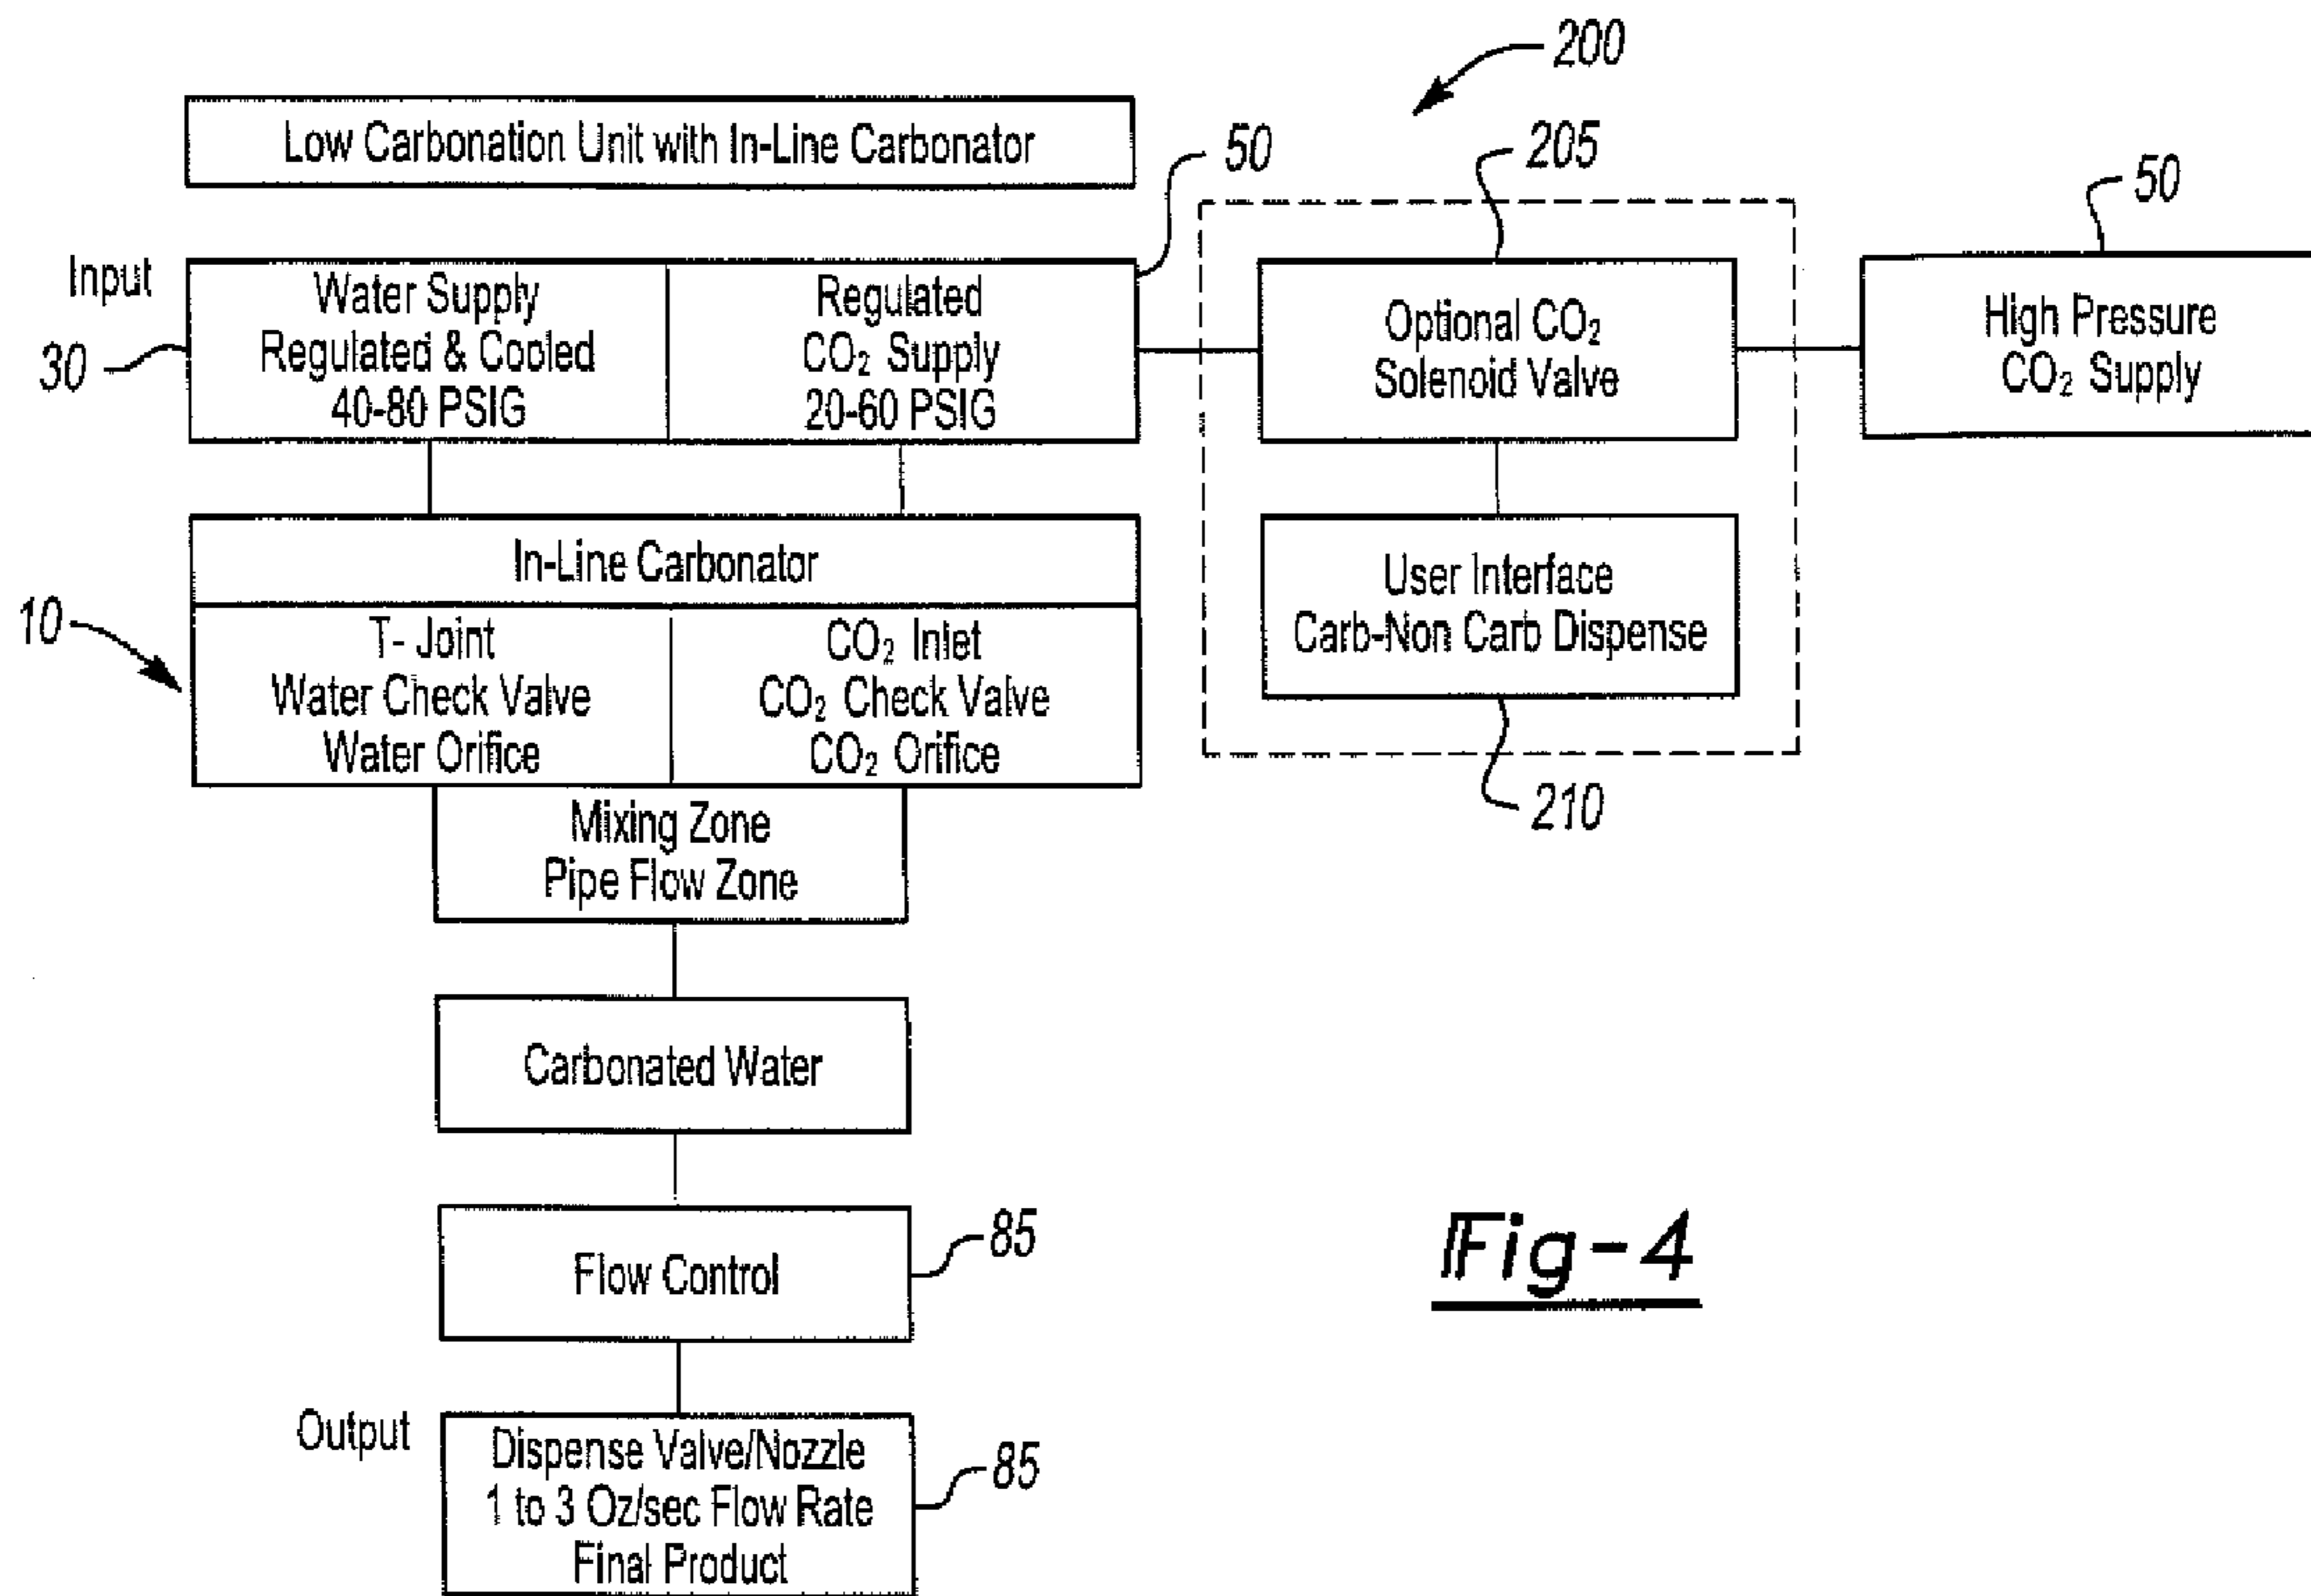 200
Low Carbonation Unit with In-Line Carbonator
50
205
50
Input
30
Water Supply
Regulated & Cooled
40-80 PSIG
Regulated
CO₂ Supply
20-60 PSIG
Optional CO₂
Solenoid Valve
High Pressure
CO₂ Supply
In-Line Carbonator
10
T- Joint
Water Check Valve
Water Orifice
CO₂ Inlet
CO₂ Check Valve
CO₂ Orifice
User Interface
Carb-Non Carb Dispense
210
Mixing Zone
Pipe Flow Zone
Carbonated Water
Flow Control
85
Output
Dispense Valve/Nozzle
1 to 3 Oz/sec Flow Rate
Final Product
85
Fig-4